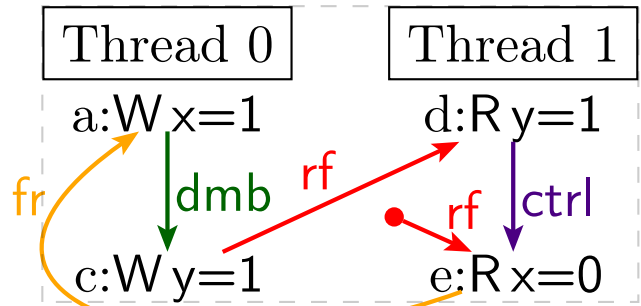 Thread 0 Thread 1
a:W x=1 d:R y=1
fr dmb rf rf ctrl
c:W y=1 e:R x=0